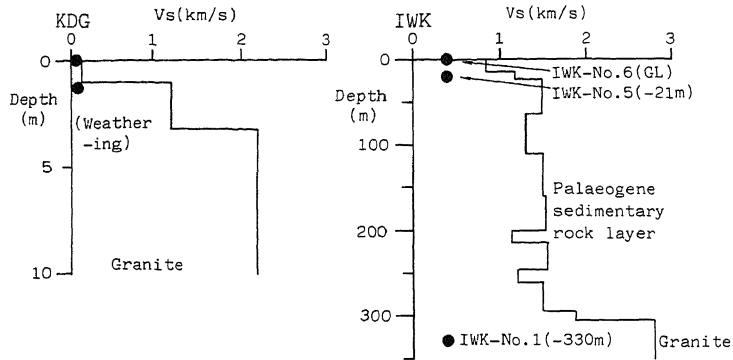 KDG
Vs(km/s)
0 1 2 3
0
Depth
(m)
(Weather
-ing)
5
Granite
10
IWK
Vs(km/s)
0 1 2 3
0
IWK-No.6(GL)
IWK-No.5(-21m)
Depth
(m)
100
Palaeogene
sedimentary
rock layer
200
300
IWK-No.1(-330m)
Granite